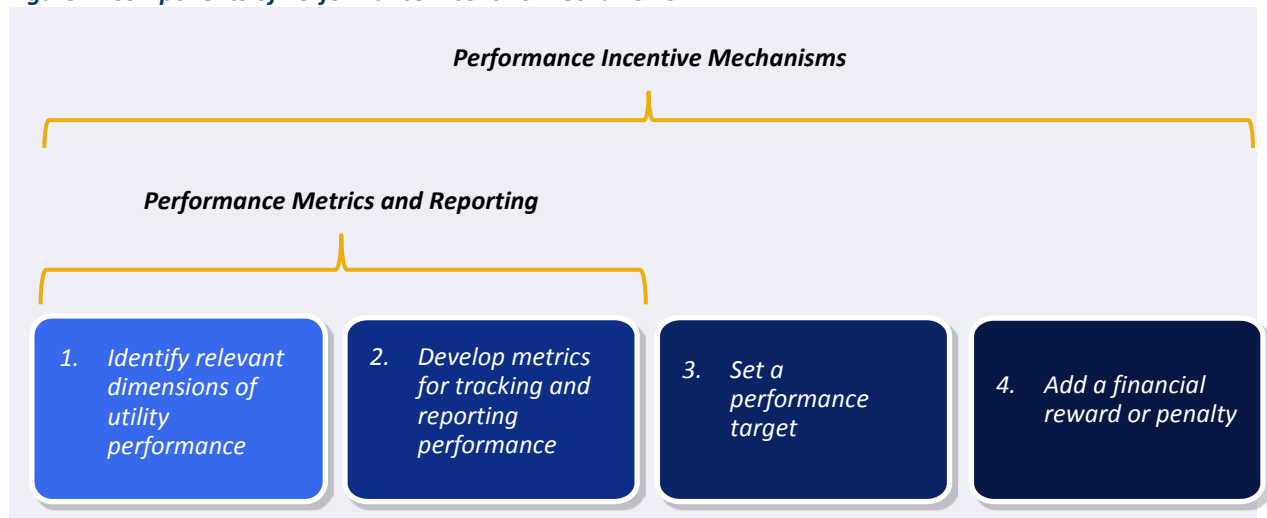 Performance Incentive Mechanisms
Performance Metrics and Reporting
1. Identify relevant
dimensions of
utility
performance
2. Develop metrics
for tracking and
reporting
performance
3. Set a
performance
target
4. Add a financial
reward or penalty